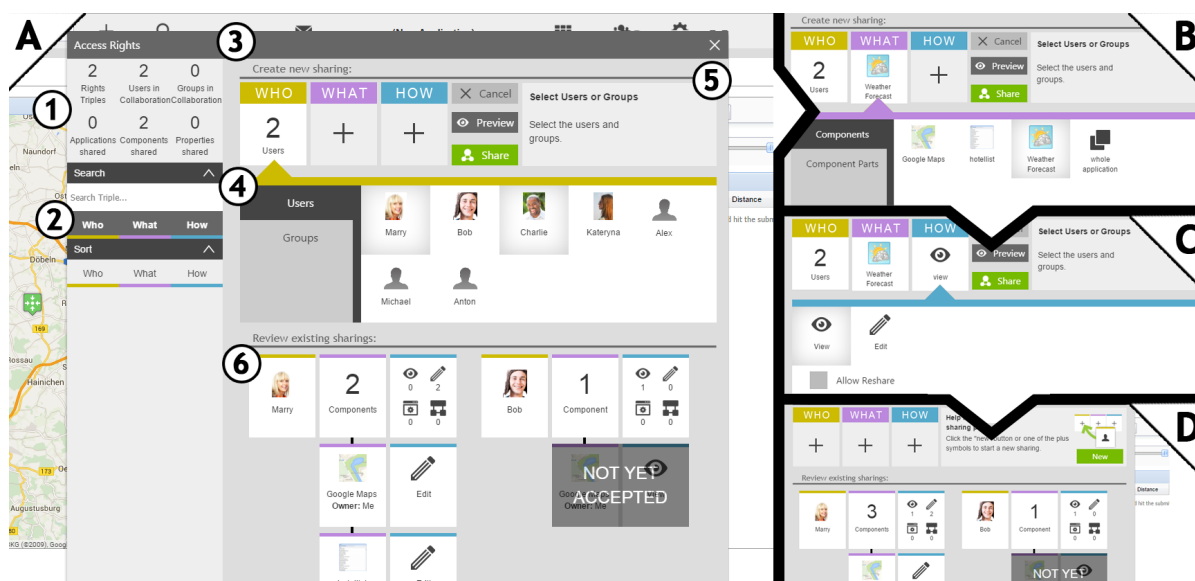 A
Access Rights
3
1
2
2
0
Rights
Users in
Groups in
Triples
Collaboration
Collaboration
0
2
0
Applications
Components
Properties
shared
shared
shared
Search
Search Triple...
2
Who
What
How
Sort
Who
What
How
Naundorf
Döbeln
169
Hainichen
173
Augustusburg
Create new sharing:
5
WHO
WHAT
HOW
Cancel
Select Users or Groups
2
+
+
Preview
Select the users and
groups.
Users
Share
4
Users
Groups
Marry
Bob
Charlie
Kateryna
Alex
Michael
Anton
Distance
Review existing sharings:
6
Marry
2
Components
0
2
0
0
Google Maps
Owner: Me
Edit
Edit
Bob
1
Component
1
0
0
0
NOT YET
ACCEPTED
Owner: Me
B
Create new sharing:
WHO
WHAT
HOW
Cancel
Select Users or Groups
2
Users
Weather
Forecast
+
Preview
Select the users and
groups.
Share
Components
Component Parts
Google Maps
hotellist
Weather
Forecast
whole
application
C
WHO
WHAT
HOW
Select Users or Groups
2
Users
Weather
Forecast
view
Preview
Select the users and
groups.
Share
View
Edit
Allow Reshare
D
WHO
WHAT
HOW
+
+
+
Click the "new" button or one of the plus
symbols to start a new sharing.
New
Distance
Review existing sharings:
Marry
3
Components
1
2
0
0
Bob
1
Component
1
0
0
0
NOT YET